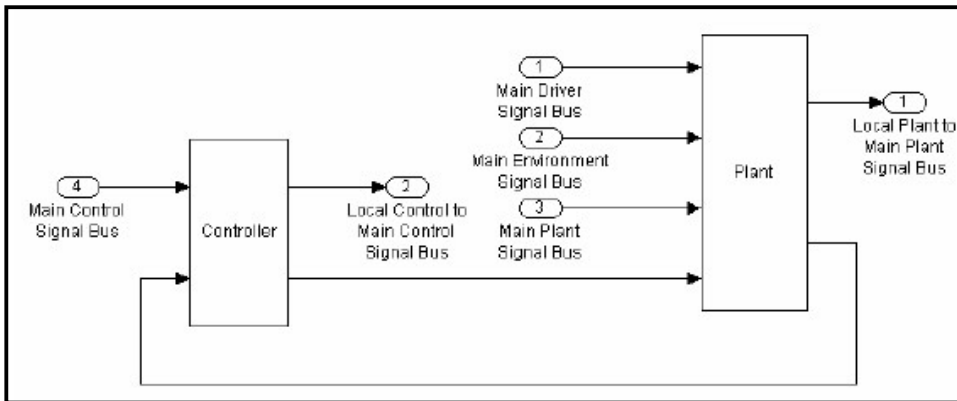 1
Main Driver
Signal Bus
2
Main Environment
Signal Bus
3
Main Plant
Signal Bus
Plant
1
Local Plant to
Main Plant
Signal Bus
4
Main Control
Signal Bus
Controller
2
Local Control to
Main Control
Signal Bus